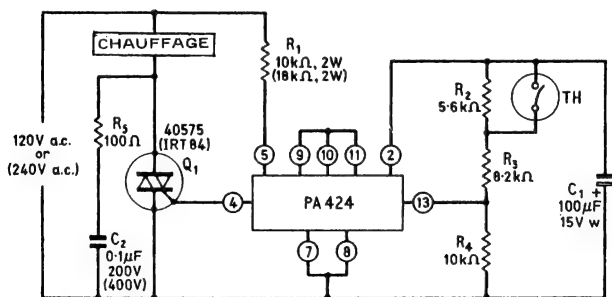 CHAUFFAGE
R1
10kΩ, 2W
(18kΩ, 2W)
R5
100Ω
40575
(IRT84)
Q1
120V a.c.
or
(240V a.c.)
C2
0·1µF
200V
(400V)
5
9
10
11
2
4
PA 424
13
7
8
R2
5·6kΩ
TH
R3
8·2kΩ
R4
10kΩ
C1 +
100µF
15V w